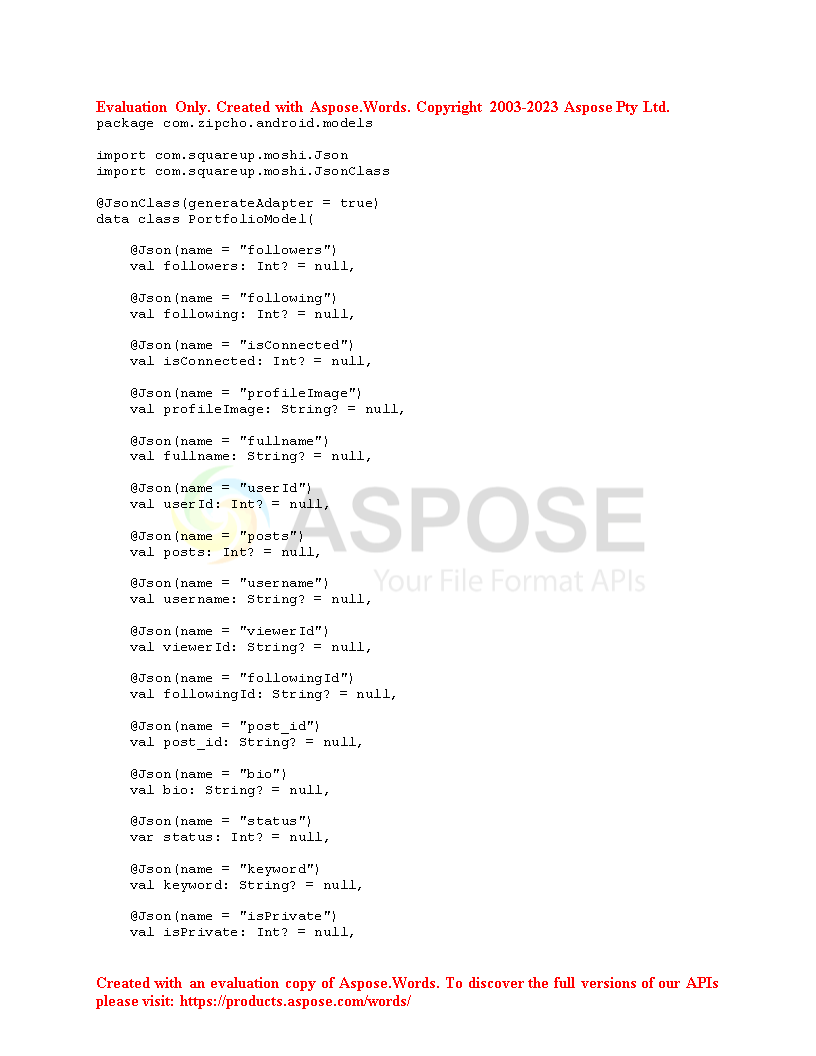 Evaluation Only. Created with Aspose.Words. Copyright 2003-2023 Aspose Pty Ltd.
package com.zipcho.android.models
import com.squareup.moshi.Json
import com.squareup.moshi.JsonClass
@JsonClass(generateAdapter = true)
data class PortfolioModel(
@Json(name = "followers")
val followers: Int? = null,
@Json(name = "following")
val following: Int? = null,
@Json(name = "isConnected")
val isConnected: Int? = null,
@Json(name = "profileImage")
val profileImage: String? = null,
@Json(name = "fullname")
val fullname: String? = null,
@Json(name = "userId")
val userId: Int? = null,
@Json(name = "posts")
val posts: Int? = null,
@Json(name = "username")
val username: String? = null,
@Json(name = "viewerId")
val viewerId: String? = null,
@Json(name = "followingId")
val followingId: String? = null,
@Json(name = "post_id")
val post_id: String? = null,
@Json(name = "bio")
val bio: String? = null,
@Json(name = "status")
var status: Int? = null,
@Json(name = "keyword")
val keyword: String? = null,
@Json(name = "isPrivate")
val isPrivate: Int? = null,
ASPOSE
Your File Format APIs
Created with an evaluation copy of Aspose.Words. To discover the full versions of our APIs
please visit: https://products.aspose.com/words/